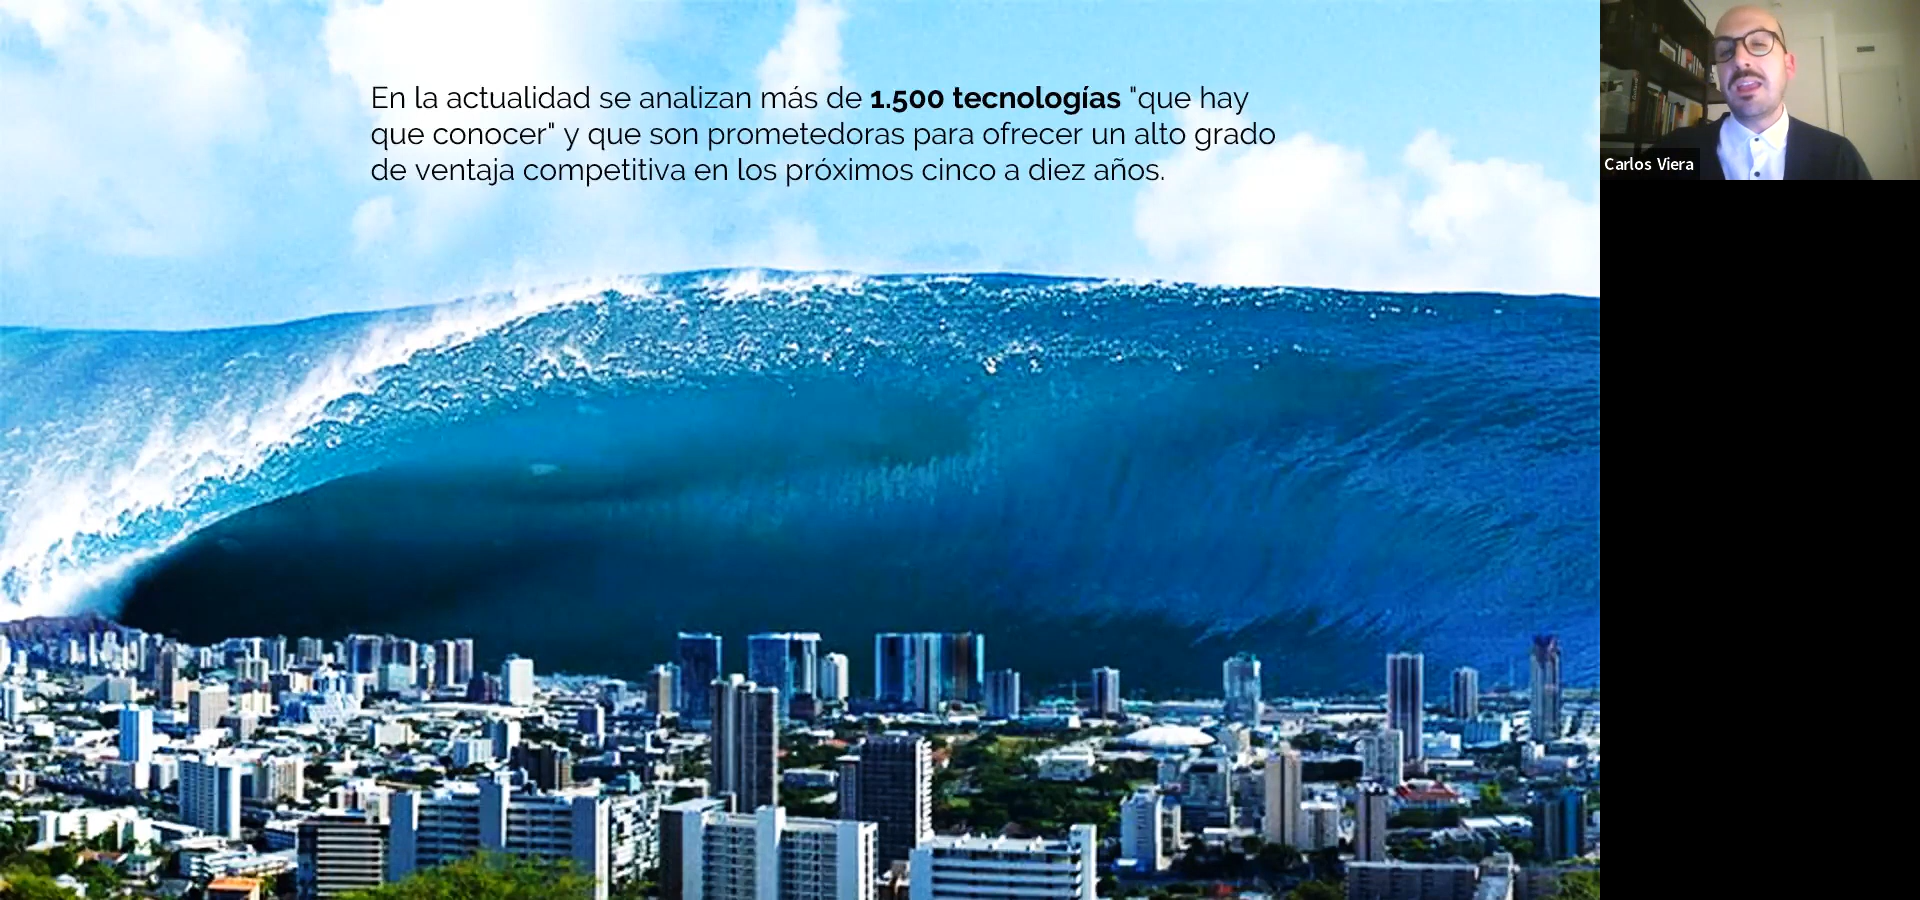 En la actualidad se analizan más de 1.500 tecnologías "que hay
que conocer" y que son prometedoras para ofrecer un alto grado
de ventaja competitiva en los próximos cinco a diez años.
Carlos Viera